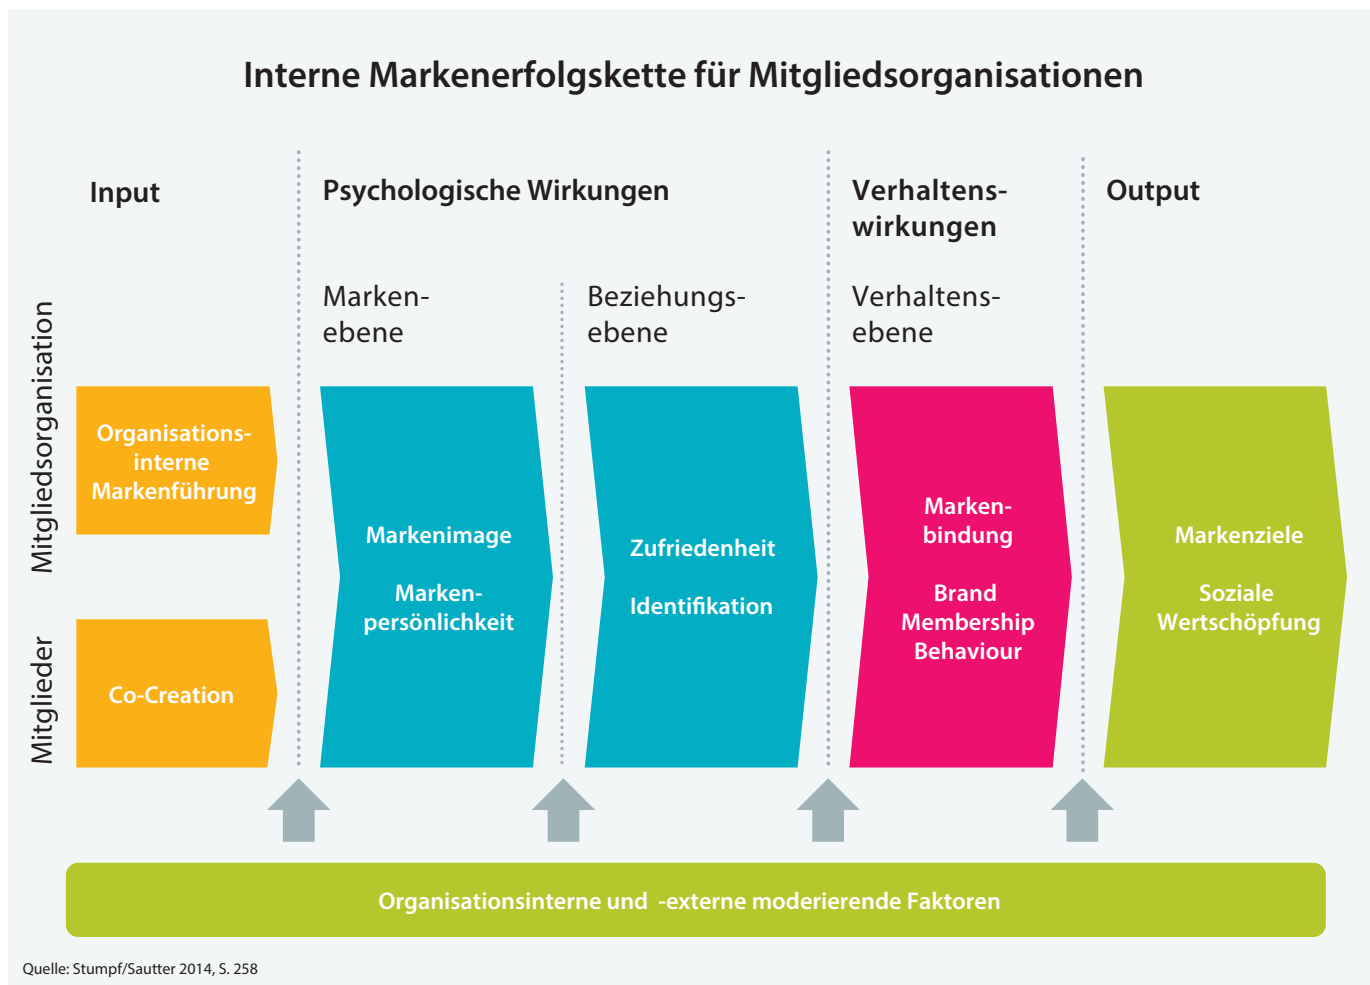 Interne Markenerfolgskette für Mitgliedsorganisationen
Input
Psychologische Wirkungen
Verhaltens-
wirkungen
Output
Marken-
ebene
Beziehungs-
ebene
Verhaltens-
ebene
Mitgliedsorganisation
Organisations-
interne
Markenführung
Mitglieder
Co-Creation
Markenimage
Marken-
persönlichkeit
Zufriedenheit
Identifikation
Marken-
bindung
Brand
Membership
Behaviour
Markenziele
Soziale
Wertschöpfung
Organisationsinterne und -externe moderierende Faktoren
Quelle: Stumpf/Sautter 2014, S. 258